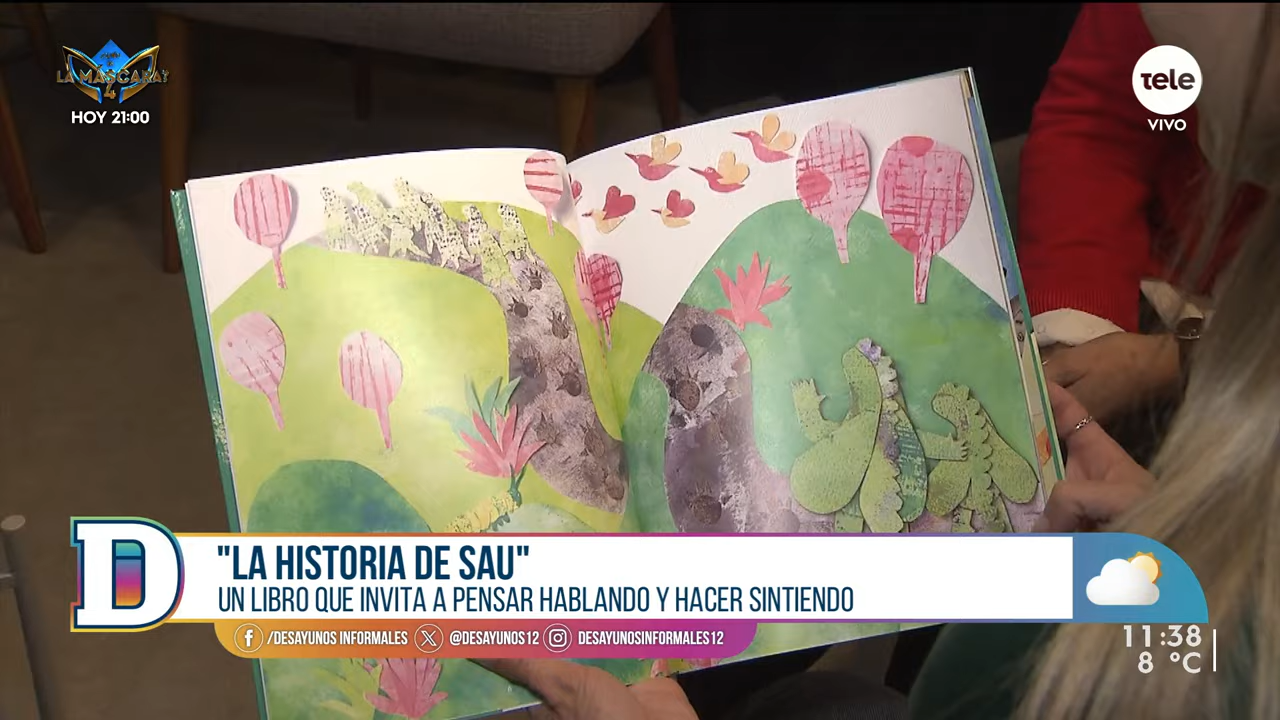 LA MÁSCARA
4
HOY 21:00
tele
VIVO
D
"LA HISTORIA DE SAU"
UN LIBRO QUE INVITA A PENSAR HABLANDO Y HACER SINTIENDO
/DESAYUNOS INFORMALES @DESAYUNOS12 DESAYUNOSINFORMALES12
11:38
8 °C